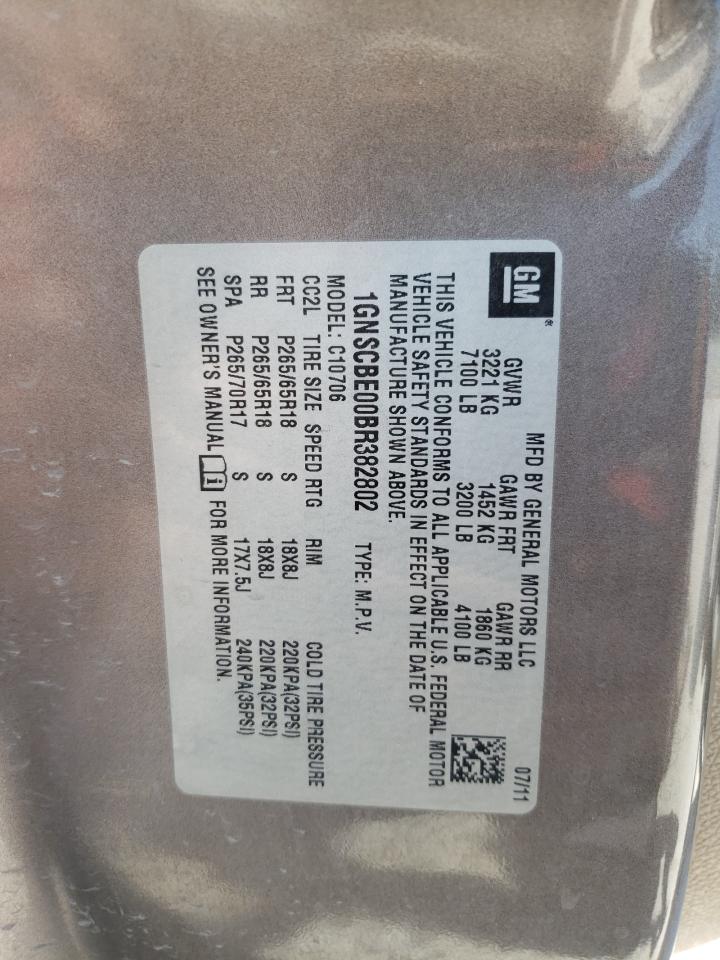 GM®
MFD BY GENERAL MOTORS LLC 07/11
GVWR GAWR FRT GAWR RR
3221 KG 1452 KG 1860 KG
7100 LB 3200 LB 4100 LB
THIS VEHICLE CONFORMS TO ALL APPLICABLE U.S. FEDERAL MOTOR
VEHICLE SAFETY STANDARDS IN EFFECT ON THE DATE OF
MANUFACTURE SHOWN ABOVE.
1GNSCBE00BR382802 TYPE: M.P.V.
MODEL: C10706
CC2L TIRE SIZE SPEED RTG RIM COLD TIRE PRESSURE
FRT P265/65R18 S 18X8J 220KPA(32PSI)
RR P265/65R18 S 18X8J 220KPA(32PSI)
SPA P265/70R17 S 17X7.5J 240KPA(35PSI)
SEE OWNER'S MANUAL i FOR MORE INFORMATION.